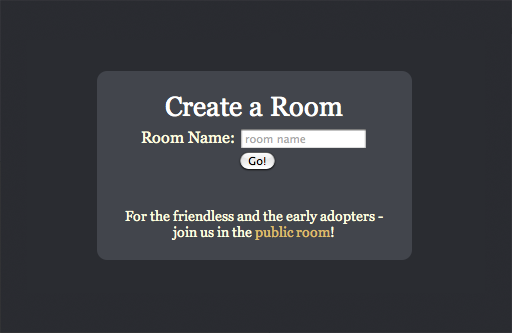 Create a Room
Room Name: room name
Go!
For the friendless and the early adopters -
join us in the public room!